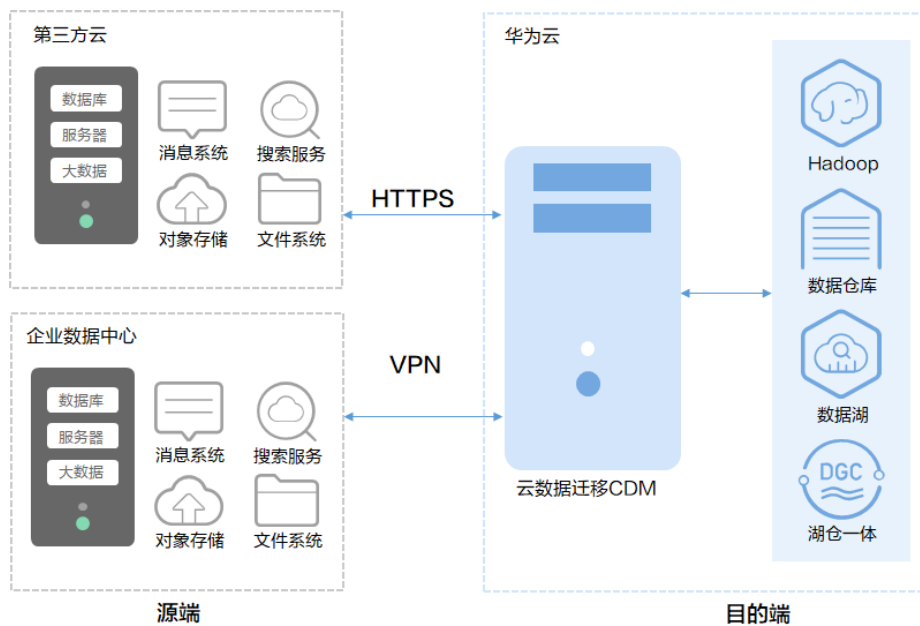 第三方云
数据库
服务器
大数据
消息系统
搜索服务
对象存储
文件系统
企业数据中心
数据库
服务器
大数据
消息系统
搜索服务
对象存储
文件系统
源端
HTTPS
VPN
华为云
云数据迁移CDM
Hadoop
数据仓库
数据湖
DGC
湖仓一体
目的端